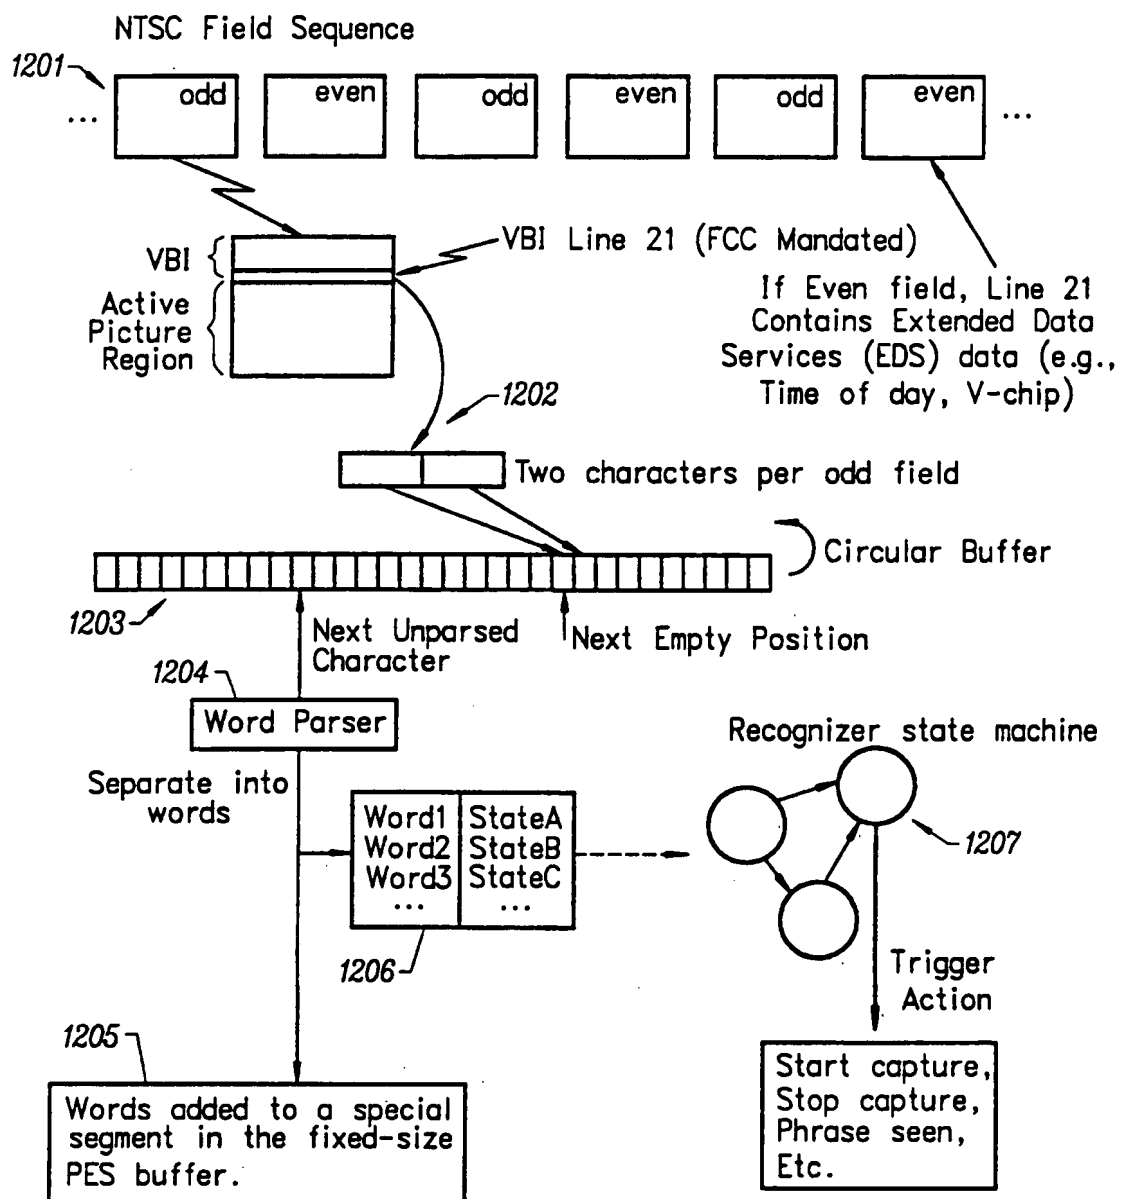 NTSC Field Sequence
1201
... odd even odd even odd even ...
VBI
VBI Line 21 (FCC Mandated)
Active
Picture
Region
If Even field, Line 21
Contains Extended Data
Services (EDS) data (e.g.,
Time of day, V-chip)
1202
Two characters per odd field
Circular Buffer
1203
Next Unparsed
Character
Next Empty Position
1204
Word Parser
Separate into
words
Word1 StateA
Word2 StateB
Word3 StateC
... ...
1206
Recognizer state machine
1207
Trigger
Action
1205
Words added to a special
segment in the fixed-size
PES buffer.
Start capture,
Stop capture,
Phrase seen,
Etc.